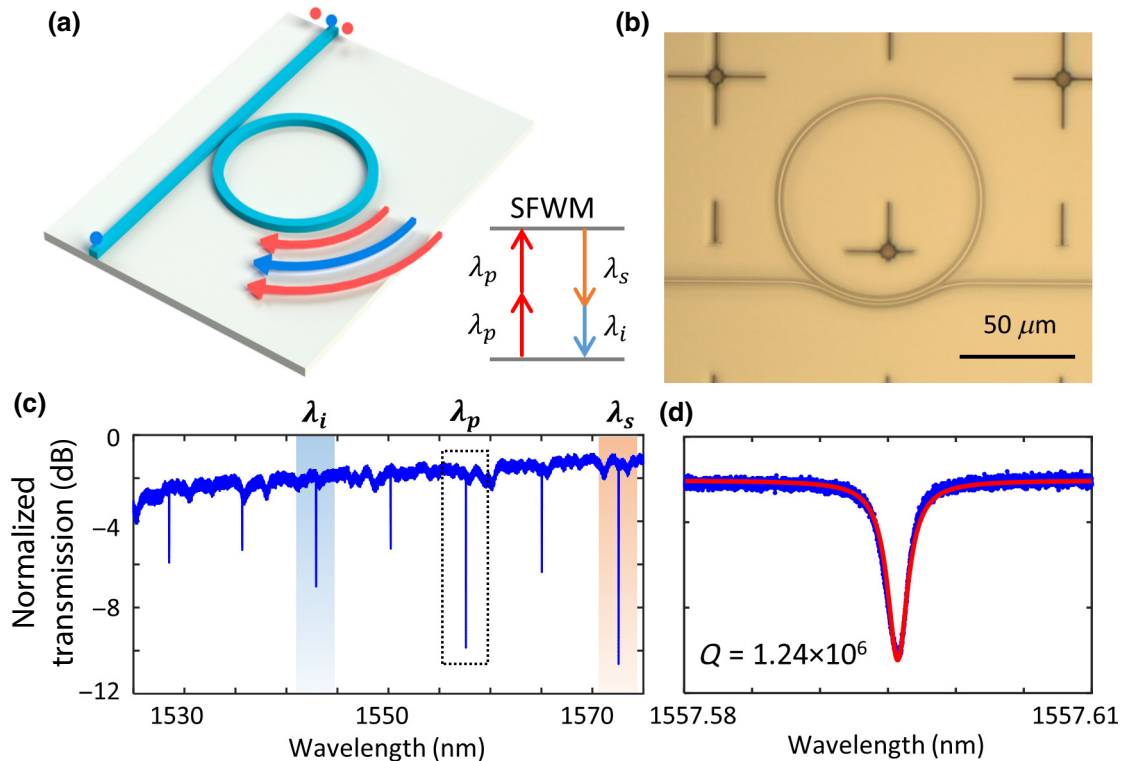 (a)
SFWM
λp
λs
λp
λi
(b)
50 μm
(c)
λi
λp
λs
0
−4
−8
−12
Normalized
transmission (dB)
1530
1550
1570
Wavelength (nm)
(d)
Q = 1.24×10⁶
1557.58
1557.61
Wavelength (nm)